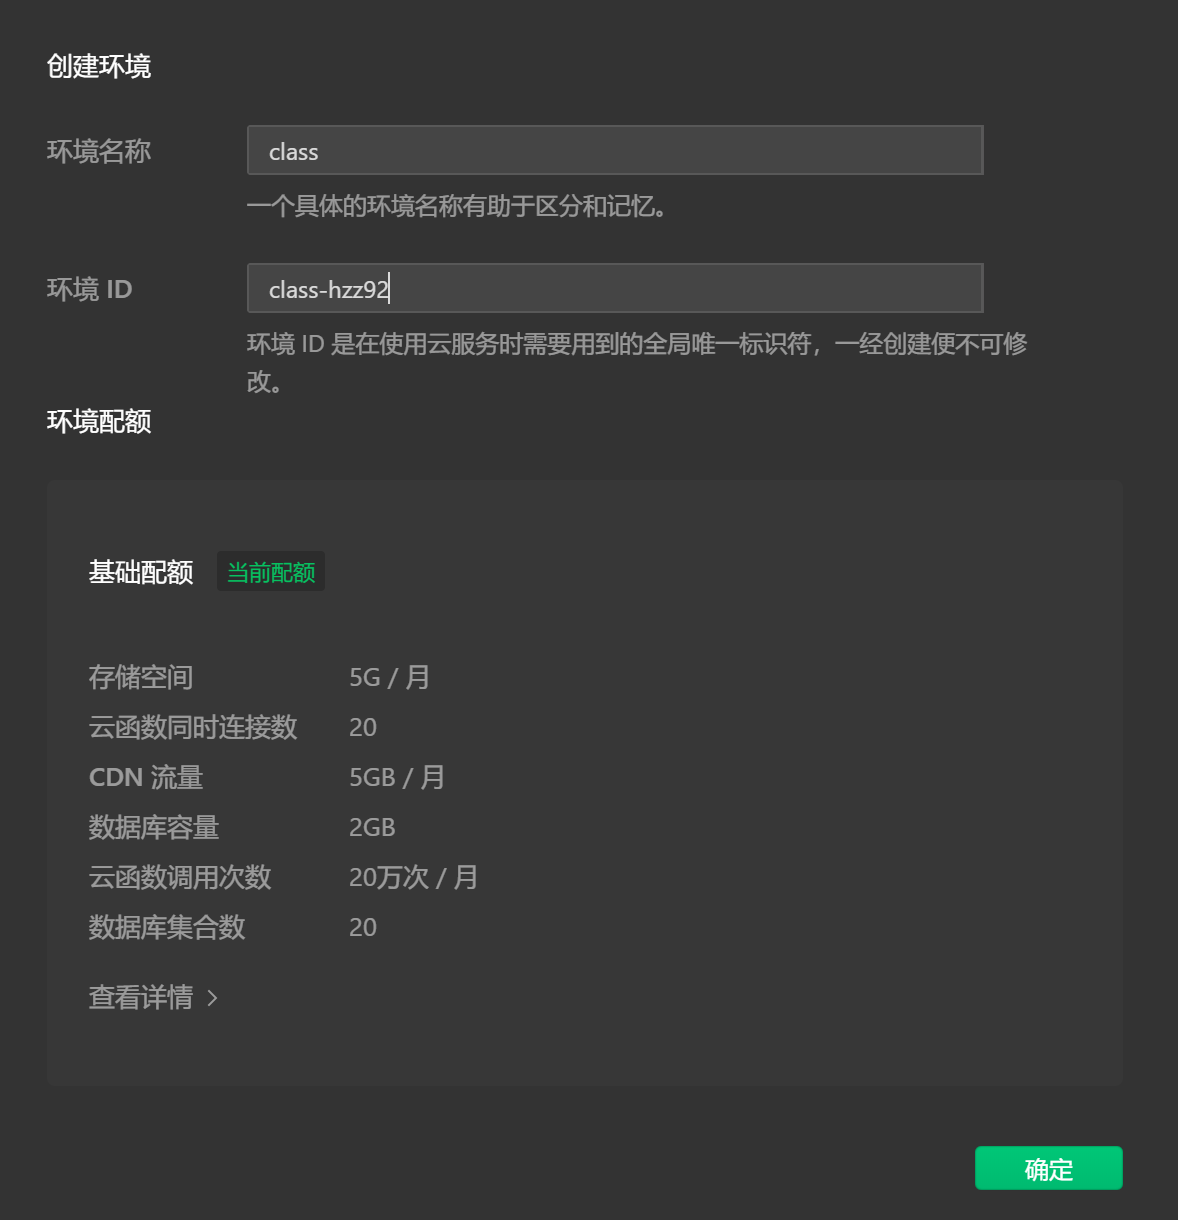 创建环境
环境名称
class
一个具体的环境名称有助于区分和记忆。
环境 ID
class-hzz92
环境 ID 是在使用云服务时需要用到的全局唯一标识符，一经创建便不可修
改。
环境配额
基础配额 当前配额
存储空间 5G / 月
云函数同时连接数 20
CDN 流量 5GB / 月
数据库容量 2GB
云函数调用次数 20万次 / 月
数据库集合数 20
查看详情 >
确定